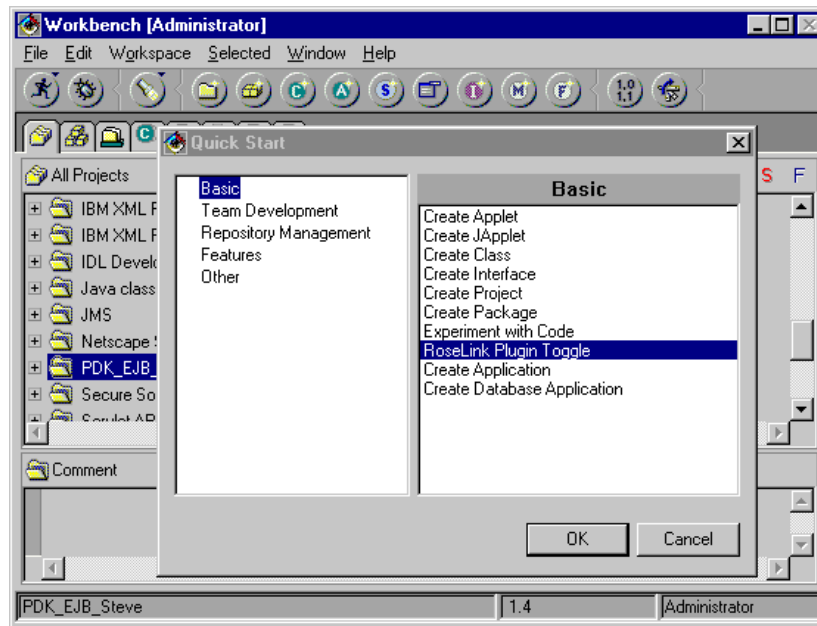 Workbench [Administrator]
File Edit Workspace Selected Window Help
C A S I M F 1.0 1.1
C
Quick Start
All Projects
S F
IBM XML
IBM XML
IDL
Java class
JMS
Netscape
PDK_EJB_
Secure
Basic
Team Development
Repository Management
Features
Other
Basic
Create Applet
Create JApplet
Create Class
Create Interface
Create Project
Create Package
Experiment with Code
RoseLink Plugin Toggle
Create Application
Create Database Application
Comment
OK Cancel
PDK_EJB_Steve 1.4 Administrator